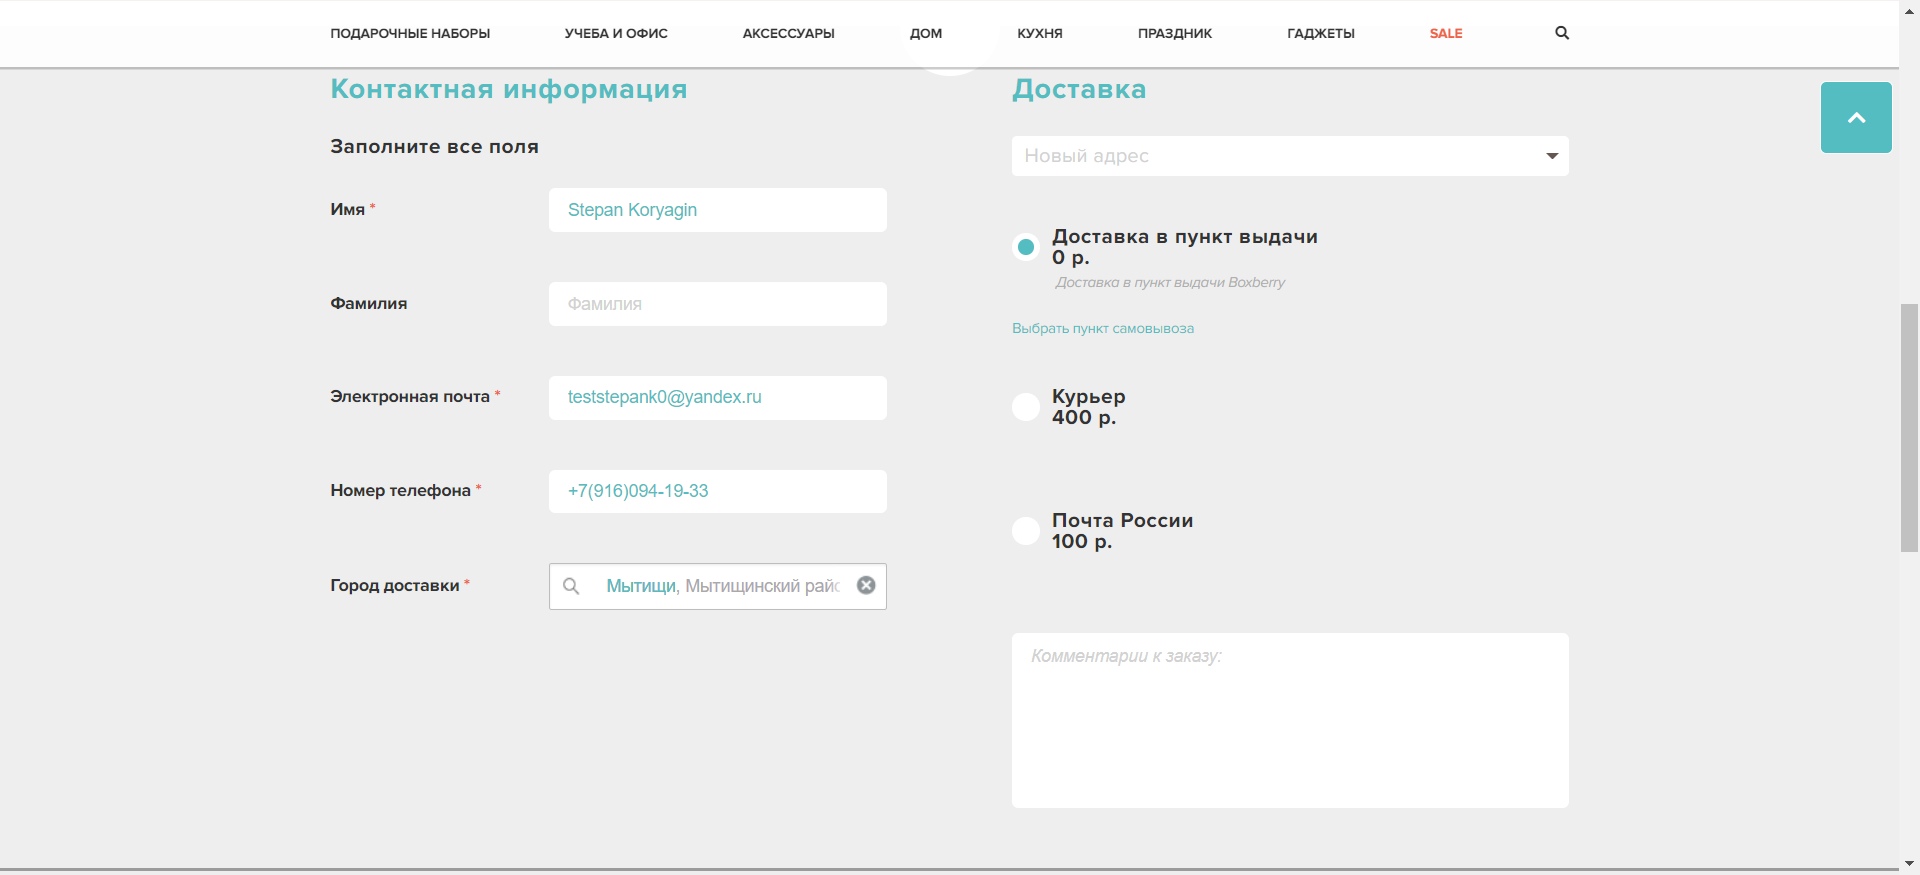 ПОДАРОЧНЫЕ НАБОРЫ УЧЕБА И ОФИС АКСЕССУАРЫ ДОМ КУХНЯ ПРАЗДНИК ГАДЖЕТЫ SALE
Контактная информация
Заполните все поля
Имя *
Stepan Koryagin
Фамилия
Фамилия
Электронная почта *
teststepank0@yandex.ru
Номер телефона *
+7(916)094-19-33
Город доставки *
Мытищи, Мытищинский райо
Доставка
Новый адрес
Доставка в пункт выдачи
0 р.
Доставка в пункт выдачи Boxberry
Выбрать пункт самовывоза
Курьер
400 р.
Почта России
100 р.
Комментарии к заказу: